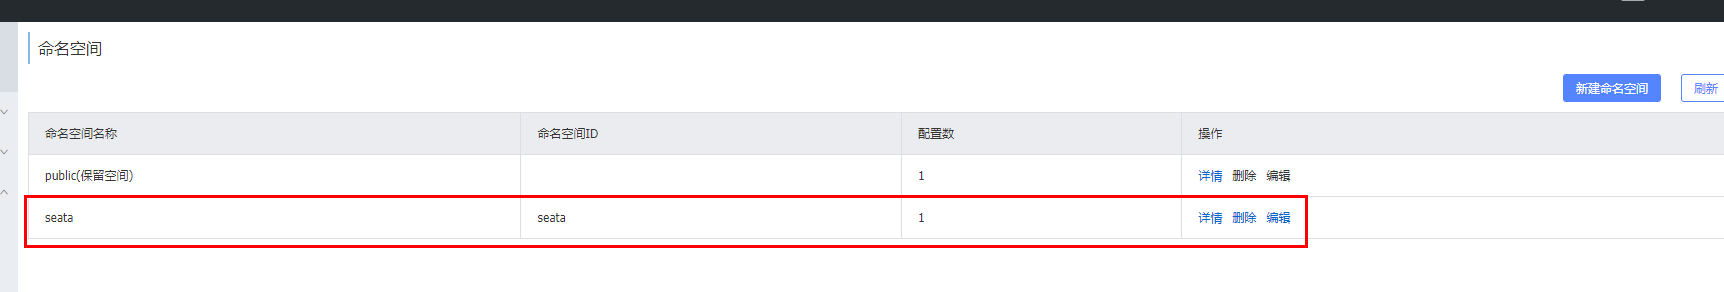 命名空间
新建命名空间 刷新
命名空间名称 命名空间ID 配置数 操作
public(保留空间) 1 详情 删除 编辑
seata seata 1 详情 删除 编辑